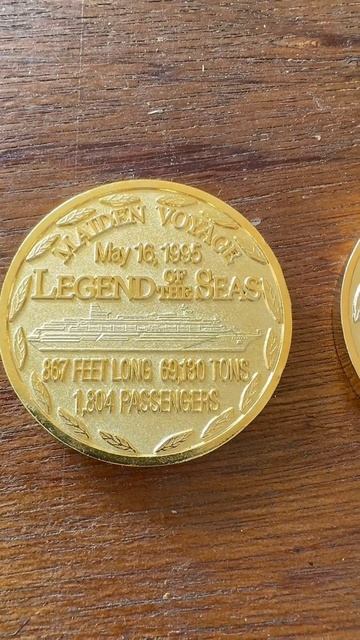 MAIDEN VOYAGE
May 16, 1995
LEGEND OF THE SEAS
867 FEET LONG 69,130 TONS
1,804 PASSENGERS